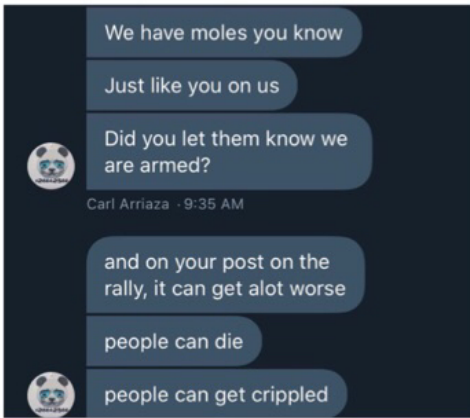 We have moles you know
Just like you on us
Did you let them know we
are armed?
Carl Arriaza · 9:35 AM
and on your post on the
rally, it can get alot worse
people can die
people can get crippled